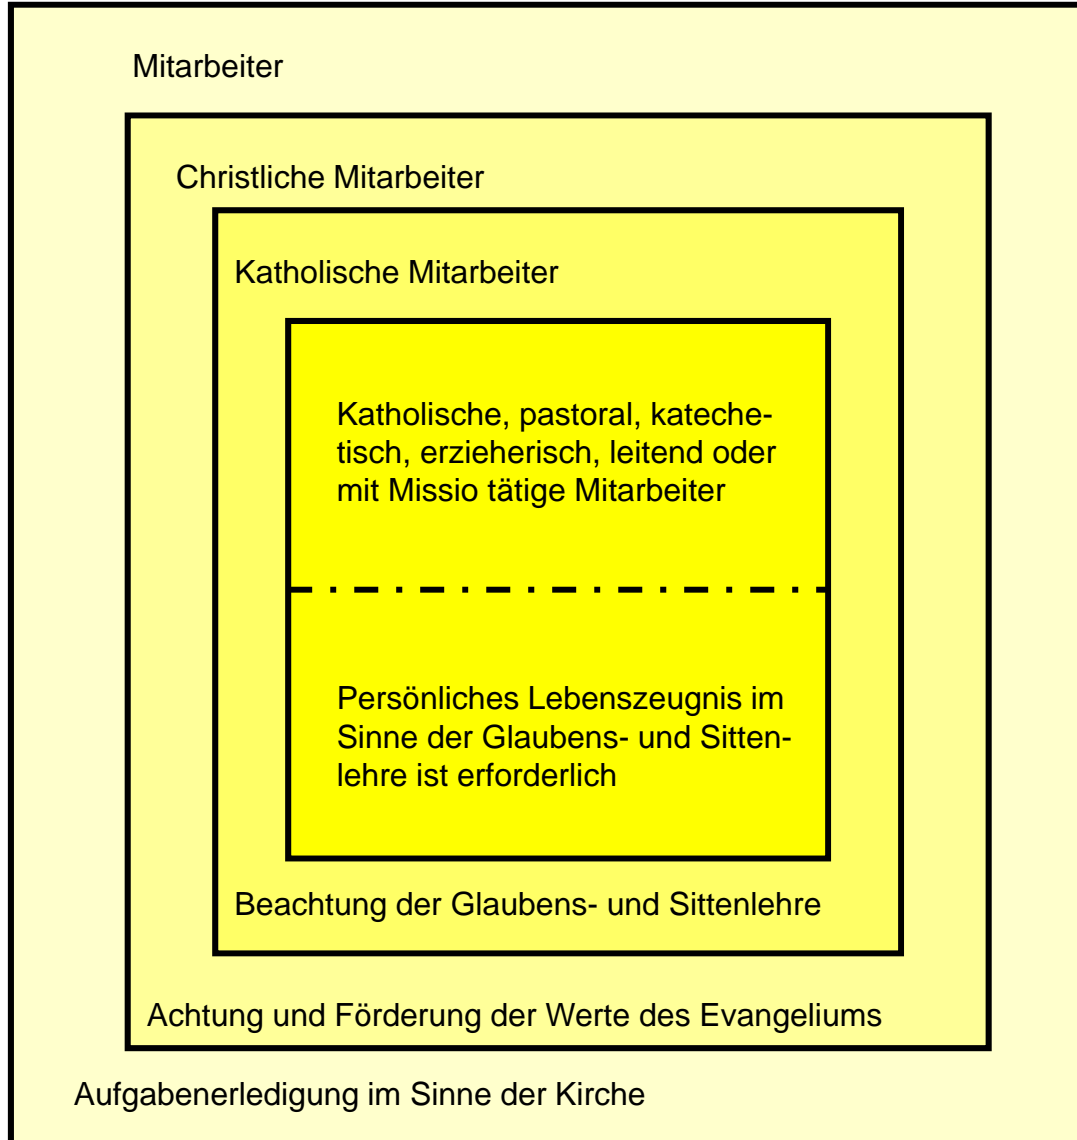 Mitarbeiter
Christliche Mitarbeiter
Katholische Mitarbeiter
Katholische, pastoral, kateche-
tisch, erzieherisch, leitend oder
mit Missio tätige Mitarbeiter
Persönliches Lebenszeugnis im
Sinne der Glaubens- und Sitten-
lehre ist erforderlich
Beachtung der Glaubens- und Sittenlehre
Achtung und Förderung der Werte des Evangeliums
Aufgabenerledigung im Sinne der Kirche